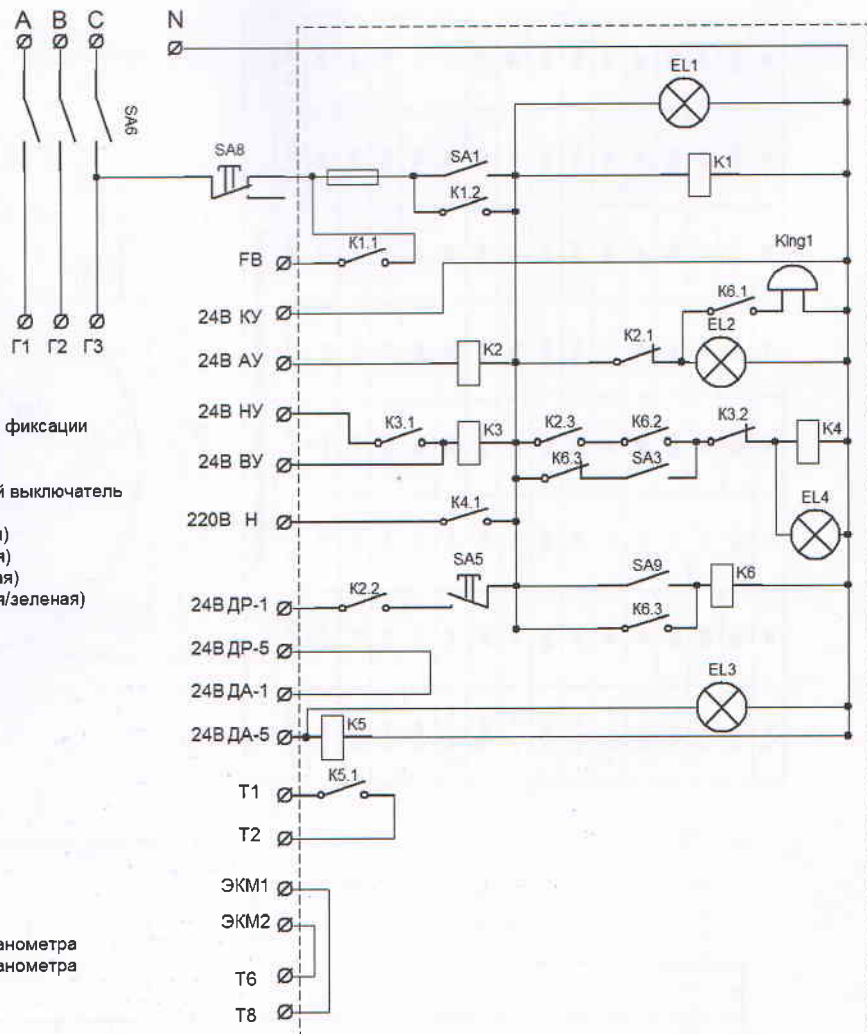 A B C N
SA6
EL1
SA8
SA1
K1
K1.2
K1.1
King1
FB
24В КУ
K6.1
EL2
24В АУ
K2
K2.1
24В НУ
K3.1
K3
K2.3
K6.2
K3.2
K4
24В ВУ
K6.3
SA3
EL4
220В Н
K4.1
SA5
SA9
K6
24В ДР-1
K2.2
K6.3
24В ДР-5
24В ДА-1
EL3
24В ДА-5
K5
K5.1
Т1
Т2
ЭКМ1
ЭКМ2
Т6
Т8
Г1 Г2 Г3
фиксации
й выключатель
)
я)
ая)
я/зеленая)
анометра
анометра